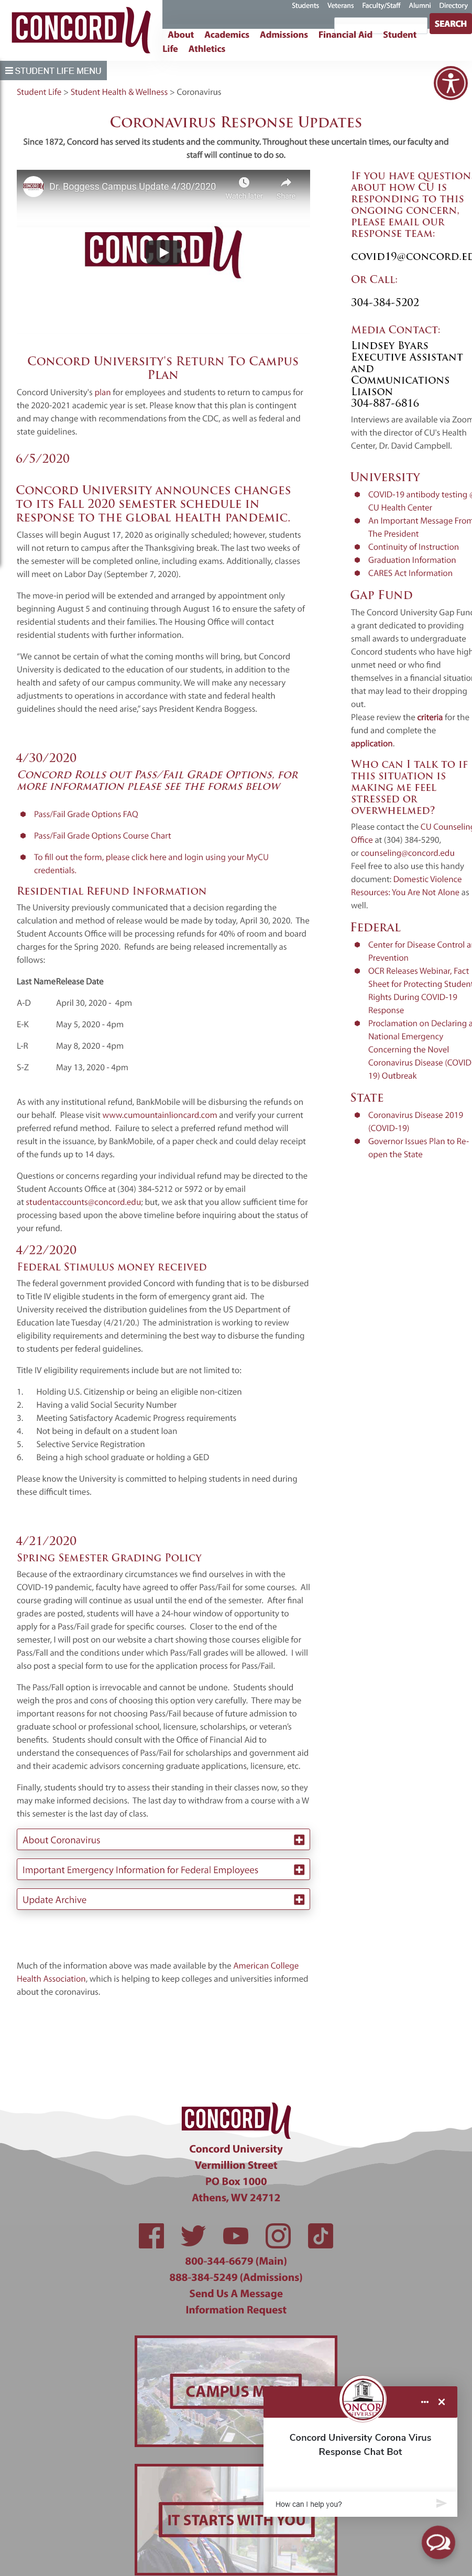 CONCORD U
Students Veterans Faculty/Staff Alumni Directory
SEARCH
About Academics Admissions Financial Aid Student
Life Athletics
STUDENT LIFE MENU
Student Life > Student Health & Wellness > Coronavirus
Coronavirus Response Updates
Since 1872, Concord has served its students and the community. Throughout these uncertain times, our faculty and
staff will continue to do so.
Dr. Boggess Campus Update 4/30/2020
Watch later Share
CONCORD U
Concord University's Return To Campus
Plan
Concord University's plan for employees and students to return to campus for
the 2020-2021 academic year is set. Please know that this plan is contingent
and may change with recommendations from the CDC, as well as federal and
state guidelines.
6/5/2020
Concord University announces changes
to its Fall 2020 semester schedule in
response to the global health pandemic.
Classes will begin August 17, 2020 as originally scheduled; however, students
will not return to campus after the Thanksgiving break. The last two weeks of
the semester will be completed online, including exams. Additionally, classes
will meet on Labor Day (September 7, 2020).
The move-in period will be extended and arranged by appointment only
beginning August 5 and continuing through August 16 to ensure the safety of
residential students and their families. The Housing Office will contact
residential students with further information.
"We cannot be certain of what the coming months will bring, but Concord
University is dedicated to the education of our students, in addition to the
health and safety of our campus community. We will make any necessary
adjustments to operations in accordance with state and federal health
guidelines should the need arise," says President Kendra Boggess.
4/30/2020
Concord Rolls out Pass/Fail Grade Options, for
more information please see the forms below
Pass/Fail Grade Options FAQ
Pass/Fail Grade Options Course Chart
To fill out the form, please click here and login using your MyCU
credentials.
Residential Refund Information
The University previously communicated that a decision regarding the
calculation and method of release would be made by today, April 30, 2020. The
Student Accounts Office will be processing refunds for 40% of room and board
charges for the Spring 2020. Refunds are being released incrementally as
follows:
Last Name Release Date
A-D April 30, 2020 - 4pm
E-K May 5, 2020 - 4pm
L-R May 8, 2020 - 4pm
S-Z May 13, 2020 - 4pm
As with any institutional refund, BankMobile will be disbursing the refunds on
our behalf. Please visit www.cumountainlioncard.com and verify your current
preferred refund method. Failure to select a preferred refund method will
result in the issuance, by BankMobile, of a paper check and could delay receipt
of the funds up to 14 days.
Questions or concerns regarding your individual refund may be directed to the
Student Accounts Office at (304) 384-5212 or 5972 or by email
at studentaccounts@concord.edu; but, we ask that you allow sufficient time for
processing based upon the above timeline before inquiring about the status of
your refund.
4/22/2020
Federal Stimulus money received
The federal government provided Concord with funding that is to be disbursed
to Title IV eligible students in the form of emergency grant aid. The
University received the distribution guidelines from the US Department of
Education late Tuesday (4/21/20.) The administration is working to review
eligibility requirements and determining the best way to disburse the funding
to students per federal guidelines.
Title IV eligibility requirements include but are not limited to:
1. Holding U.S. Citizenship or being an eligible non-citizen
2. Having a valid Social Security Number
3. Meeting Satisfactory Academic Progress requirements
4. Not being in default on a student loan
5. Selective Service Registration
6. Being a high school graduate or holding a GED
Please know the University is committed to helping students in need during
these difficult times.
4/21/2020
Spring Semester Grading Policy
Because of the extraordinary circumstances we find ourselves in with the
COVID-19 pandemic, faculty have agreed to offer Pass/Fail for some courses. All
course grading will continue as usual until the end of the semester. After final
grades are posted, students will have a 24-hour window of opportunity to
apply for a Pass/Fail grade for specific courses. Closer to the end of the
semester, I will post on our website a chart showing those courses eligible for
Pass/Fail and the conditions under which Pass/Fail grades will be allowed. I will
also post a special form to use for the application process for Pass/Fail.
The Pass/Fail option is irrevocable and cannot be undone. Students should
weigh the pros and cons of choosing this option very carefully. There may be
important reasons for not choosing Pass/Fail because of future admission to
graduate school or professional school, licensure, scholarships, or veteran's
benefits. Students should consult with the Office of Financial Aid to
understand the consequences of Pass/Fail for scholarships and government aid
and their academic advisors concerning graduate applications, licensure, etc.
Finally, students should try to assess their standing in their classes now, so they
may make informed decisions. The last day to withdraw from a course with a W
this semester is the last day of class.
About Coronavirus
Important Emergency Information for Federal Employees
Update Archive
Much of the information above was made available by the American College
Health Association, which is helping to keep colleges and universities informed
about the coronavirus.
If you have question
about how CU is
responding to this
ongoing concern,
please email our
response team:
covid19@concord.ed
Or Call:
304-384-5202
Media Contact:
Lindsey Byars
Executive Assistant
and
Communications
Liaison
304-887-6816
Interviews are available via Zoom
with the director of CU's Health
Center, Dr. David Campbell.
University
COVID-19 antibody testing @
CU Health Center
An Important Message From
The President
Continuity of Instruction
Graduation Information
CARES Act Information
Gap Fund
The Concord University Gap Fund
a grant dedicated to providing
small awards to undergraduate
Concord students who have high
unmet need or who find
themselves in a financial situation
that may lead to their dropping
out.
Please review the criteria for the
fund and complete the
application.
Who can I talk to if
this situation is
making me feel
stressed or
overwhelmed?
Please contact the CU Counseling
Office at (304) 384-5290,
or counseling@concord.edu
Feel free to also use this handy
document: Domestic Violence
Resources: You Are Not Alone as
well.
Federal
Center for Disease Control a
Prevention
OCR Releases Webinar, Fact
Sheet for Protecting Student
Rights During COVID-19
Response
Proclamation on Declaring a
National Emergency
Concerning the Novel
Coronavirus Disease (COVID
19) Outbreak
State
Coronavirus Disease 2019
(COVID-19)
Governor Issues Plan to Re-
open the State
CONCORD U
Concord University
Vermillion Street
PO Box 1000
Athens, WV 24712
800-344-6679 (Main)
888-384-5249 (Admissions)
Send Us A Message
Information Request
CAMPUS M
CONCORD
UNIVERSITY
Concord University Corona Virus
Response Chat Bot
How can I help you?
IT STARTS WITH YOU